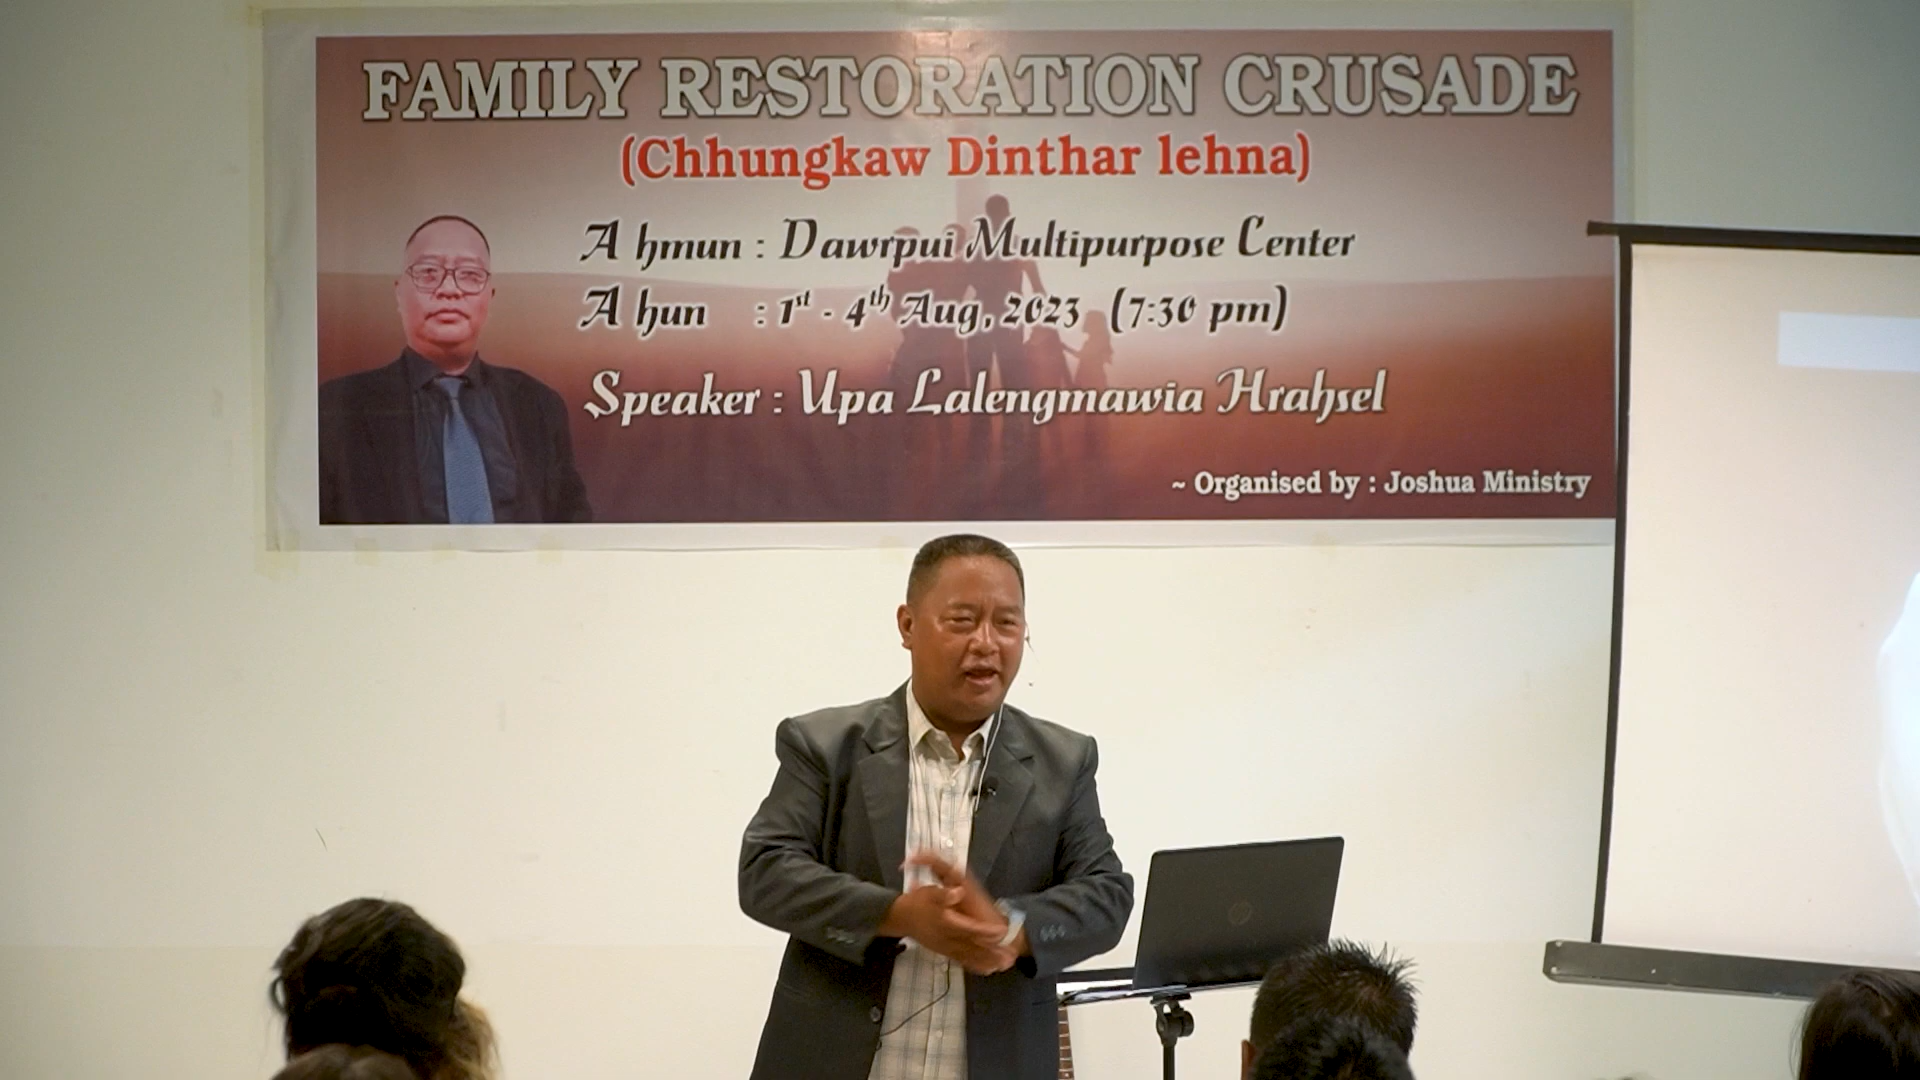 FAMILY RESTORATION CRUSADE
(Chhungkaw Dinthar lehna)
A hmun : Dawrpui Multipurpose Center
A hun : 1st - 4th Aug, 2023 (7:30 pm)
Speaker : Upa Lalengmawia Hrahsel
~ Organised by : Joshua Ministry
hp